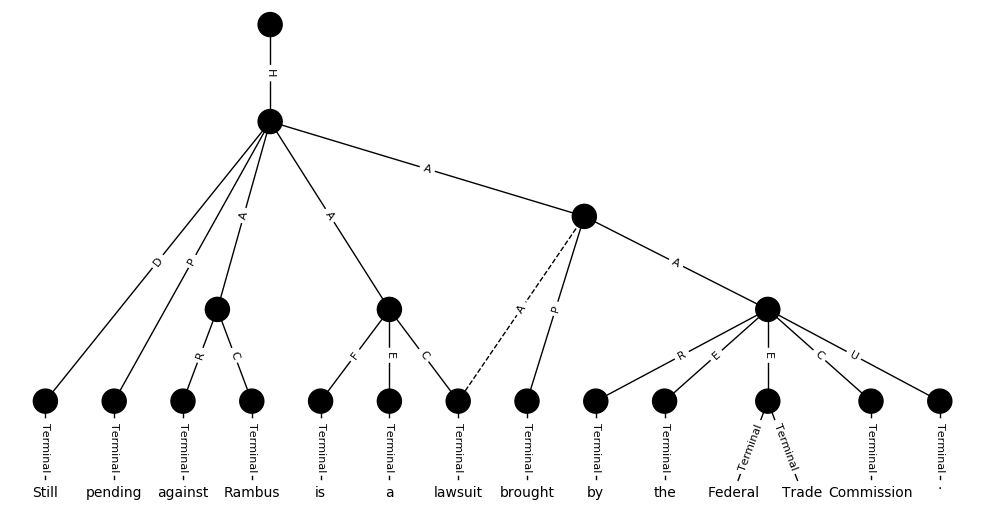 H
A
A
A
A
D
P
A
P
R
C
F
E
C
R
E
E
C
U
Terminal Terminal Terminal Terminal Terminal Terminal Terminal Terminal Terminal Terminal Terminal Terminal Terminal Terminal
Still pending against Rambus is a lawsuit brought by the Federal Trade Commission .